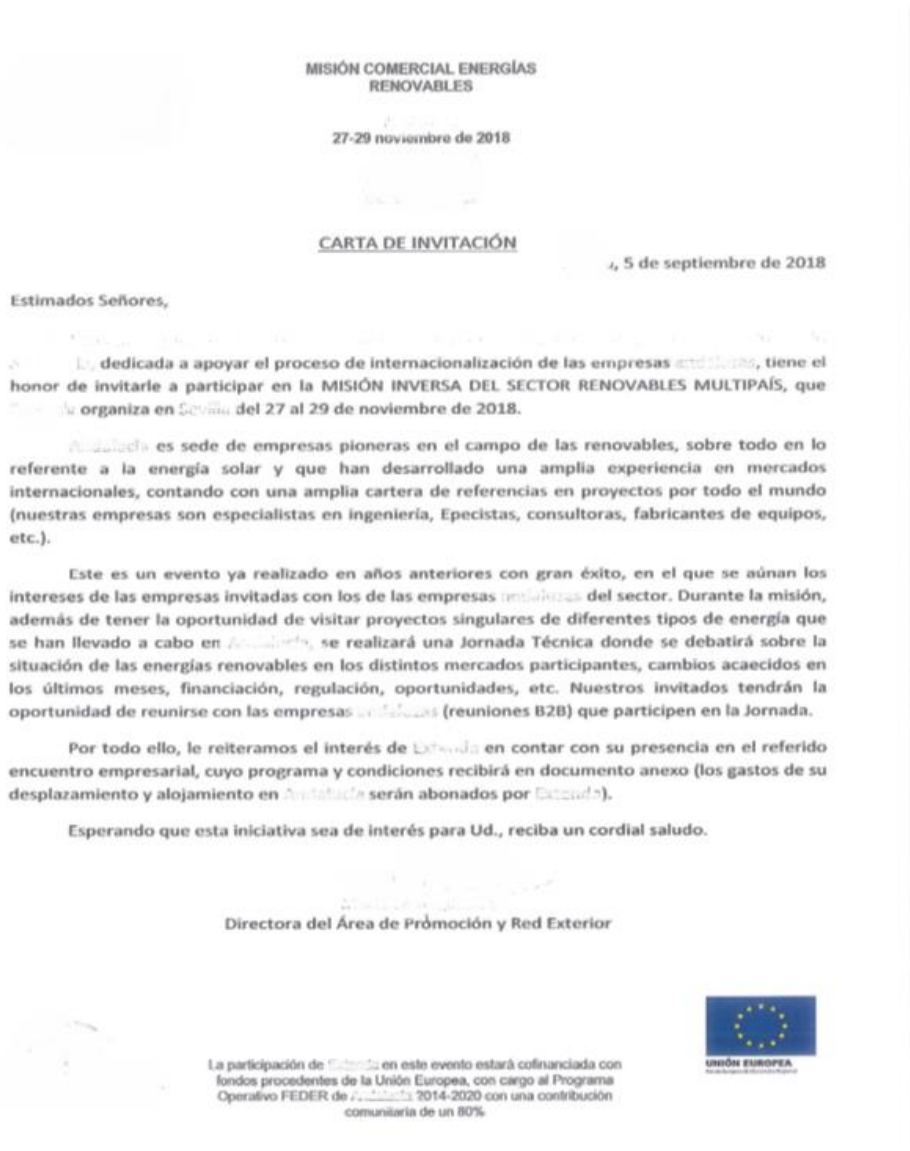 MISIÓN COMERCIAL ENERGÍAS
RENOVABLES
27-29 noviembre de 2018
CARTA DE INVITACIÓN
, 5 de septiembre de 2018
Estimados Señores,
, dedicada a apoyar el proceso de internacionalización de las empresas , tiene el
honor de invitarle a participar en la MISIÓN INVERSA DEL SECTOR RENOVABLES MULTIPAÍS, que
organiza en Sevilla del 27 al 29 de noviembre de 2018.
Andalucía es sede de empresas pioneras en el campo de las renovables, sobre todo en lo
referente a la energía solar y que han desarrollado una amplia experiencia en mercados
internacionales, contando con una amplia cartera de referencias en proyectos por todo el mundo
(nuestras empresas son especialistas en ingeniería, Epecistas, consultoras, fabricantes de equipos,
etc.).
Este es un evento ya realizado en años anteriores con gran éxito, en el que se aúnan los
intereses de las empresas invitadas con los de las empresas del sector. Durante la misión,
además de tener la oportunidad de visitar proyectos singulares de diferentes tipos de energía que
se han llevado a cabo en , se realizará una Jornada Técnica donde se debatirá sobre la
situación de las energías renovables en los distintos mercados participantes, cambios acaecidos en
los últimos meses, financiación, regulación, oportunidades, etc. Nuestros invitados tendrán la
oportunidad de reunirse con las empresas (reuniones B2B) que participen en la Jornada.
Por todo ello, le reiteramos el interés de Extenda en contar con su presencia en el referido
encuentro empresarial, cuyo programa y condiciones recibirá en documento anexo (los gastos de su
desplazamiento y alojamiento en Andalucía serán abonados por Extenda).
Esperando que esta iniciativa sea de interés para Ud., reciba un cordial saludo.
Directora del Área de Promoción y Red Exterior
UNIÓN EUROPEA
La participación de Extenda en este evento estará cofinanciada con
fondos procedentes de la Unión Europea, con cargo al Programa
Operativo FEDER de 2014-2020 con una contribución
comunitaria de un 80%